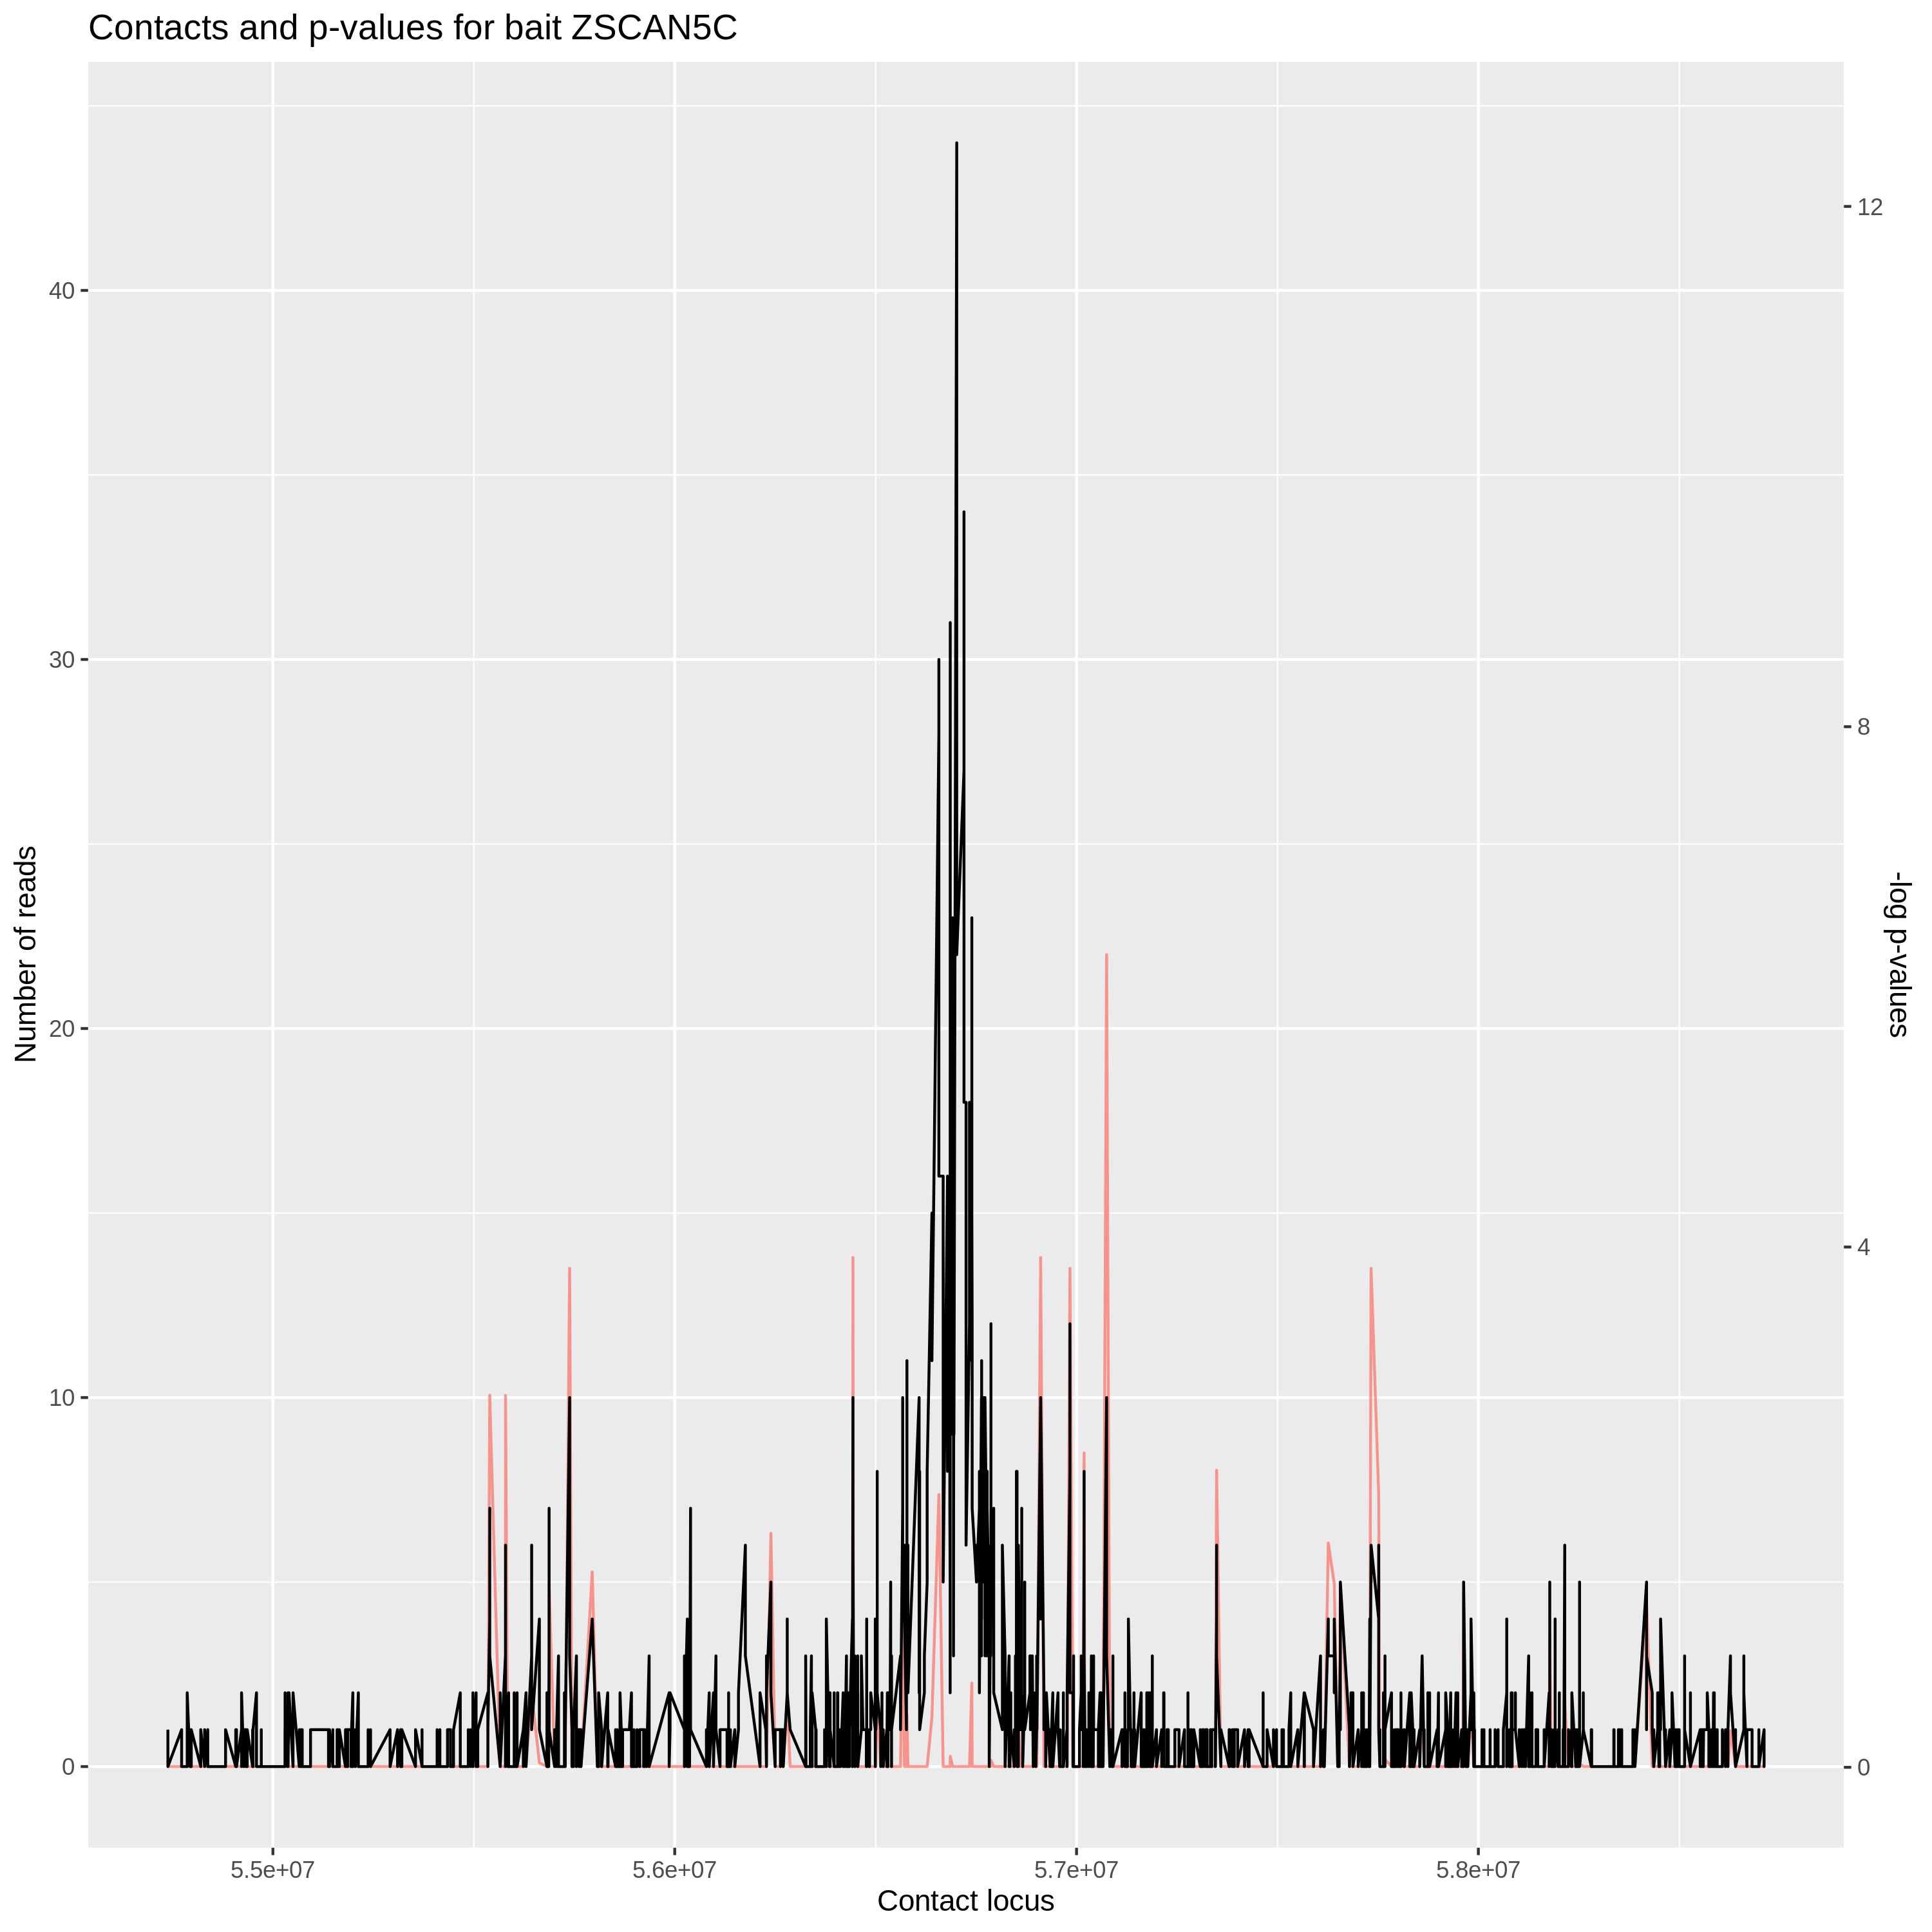 Contacts and p-values for bait ZSCAN5C
12
40
30
8
Number of reads
-log p-values
20
4
10
0
0
5.5e+07
5.6e+07
5.7e+07
5.8e+07
Contact locus